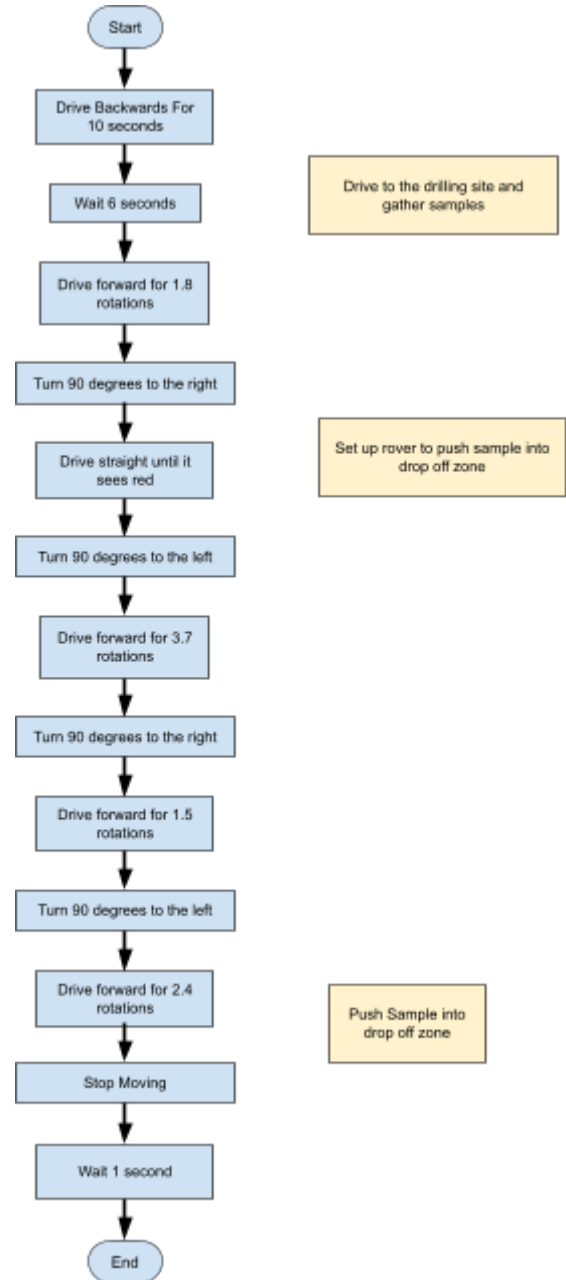 Start
Drive Backwards For
10 seconds
Wait 6 seconds
Drive to the drilling site and
gather samples
Drive forward for 1.8
rotations
Turn 90 degrees to the right
Drive straight until it
sees red
Set up rover to push sample into
drop off zone
Turn 90 degrees to the left
Drive forward for 3.7
rotations
Turn 90 degrees to the right
Drive forward for 1.5
rotations
Turn 90 degrees to the left
Drive forward for 2.4
rotations
Push Sample into
drop off zone
Stop Moving
Wait 1 second
End